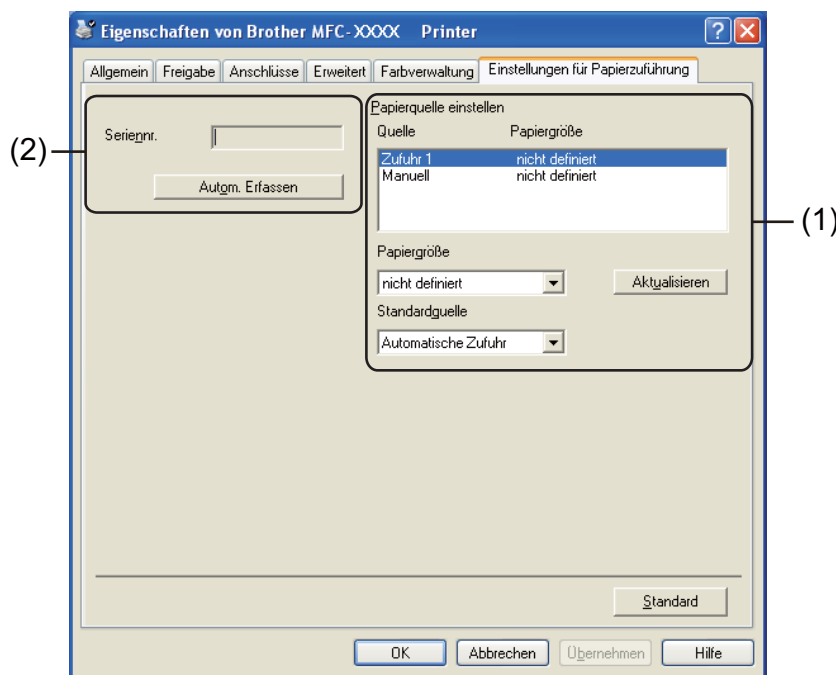 Eigenschaften von Brother MFC-XXXX Printer
Allgemein Freigabe Anschlüsse Erweitert Farbverwaltung Einstellungen für Papierzuführung
(2)
Seriennr.
Autom. Erfassen
Papierquelle einstellen
Quelle Papiergröße
Zufuhr 1 nicht definiert
Manuell nicht definiert
(1)
Papiergröße
nicht definiert Aktualisieren
Standardquelle
Automatische Zufuhr
Standard
OK Abbrechen Übernehmen Hilfe